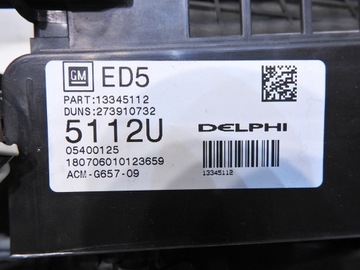 GM ED5
PART:13345112
DUNS:273910732
5112U DELPHI
05400125
180706010123659
ACM-G657-09
13345112